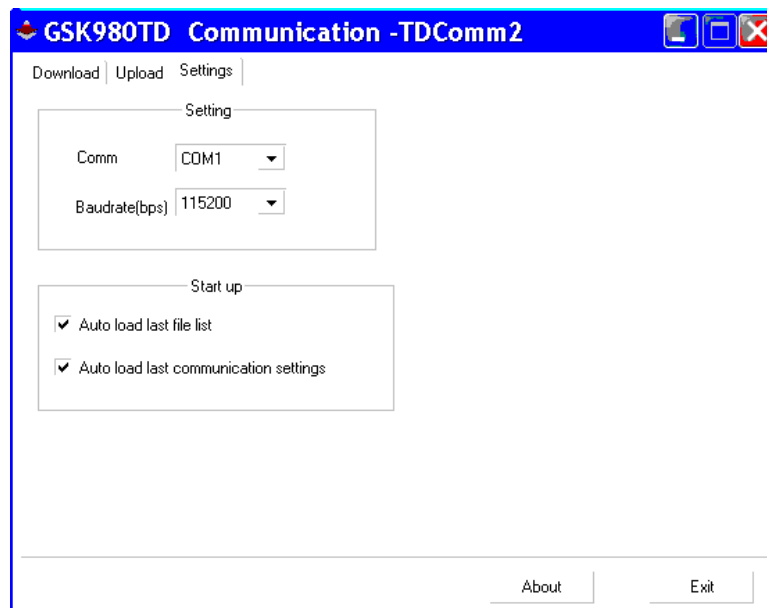 GSK980TD Communication -TDComm2
Download Upload Settings
Setting
Comm COM1
Baudrate(bps) 115200
Start up
Auto load last file list
Auto load last communication settings
About Exit